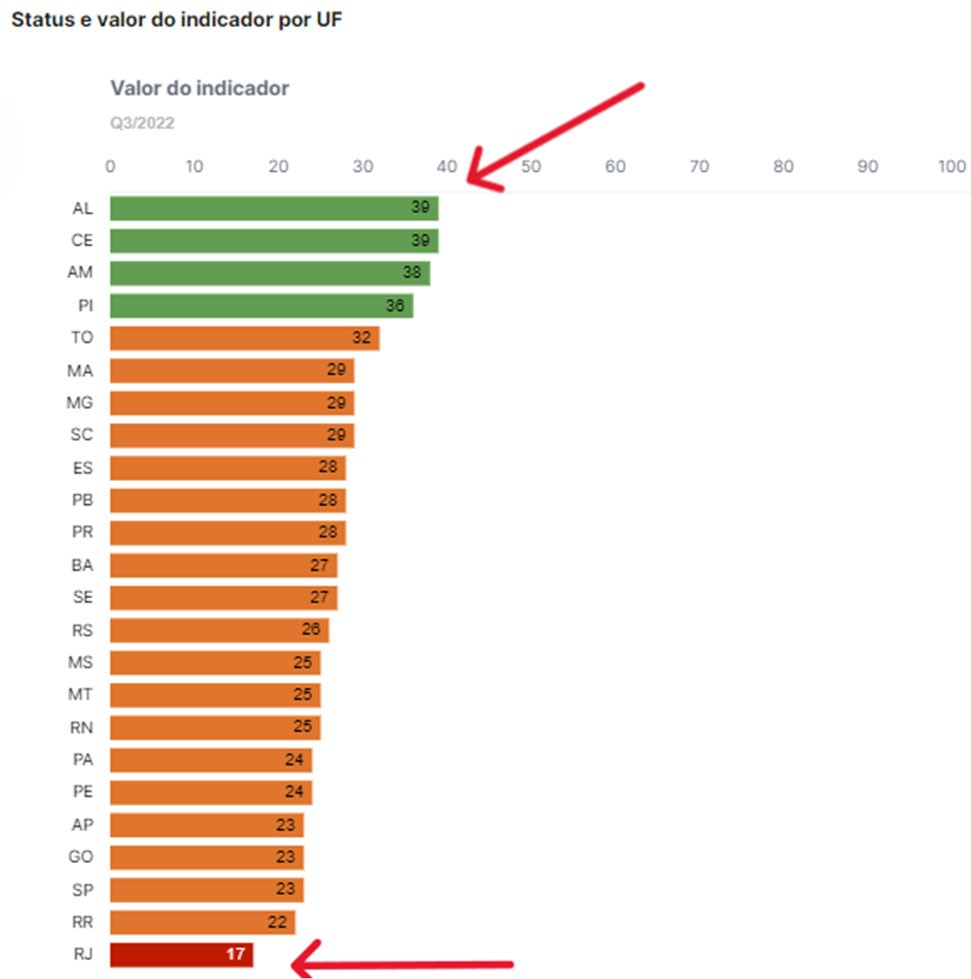 Status e valor do indicador por UF
Valor do indicador
Q3/2022
0 10 20 30 40 50 60 70 80 90 100
AL 39
CE 39
AM 38
PI 36
TO 32
MA 29
MG 29
SC 29
ES 28
PB 28
PR 28
BA 27
SE 27
RS 26
MS 25
MT 25
RN 25
PA 24
PE 24
AP 23
GO 23
SP 23
RR 22
RJ 17